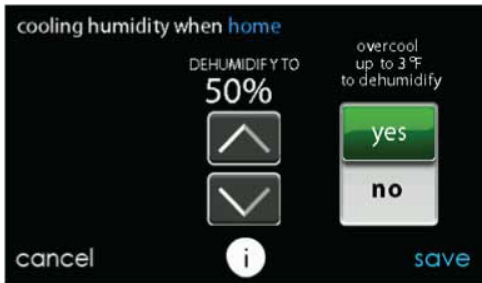 cooling humidity when home
DEHUMIDIFY TO
50%
overcool
up to 3 °F
to dehumidify
yes
no
cancel
i
save